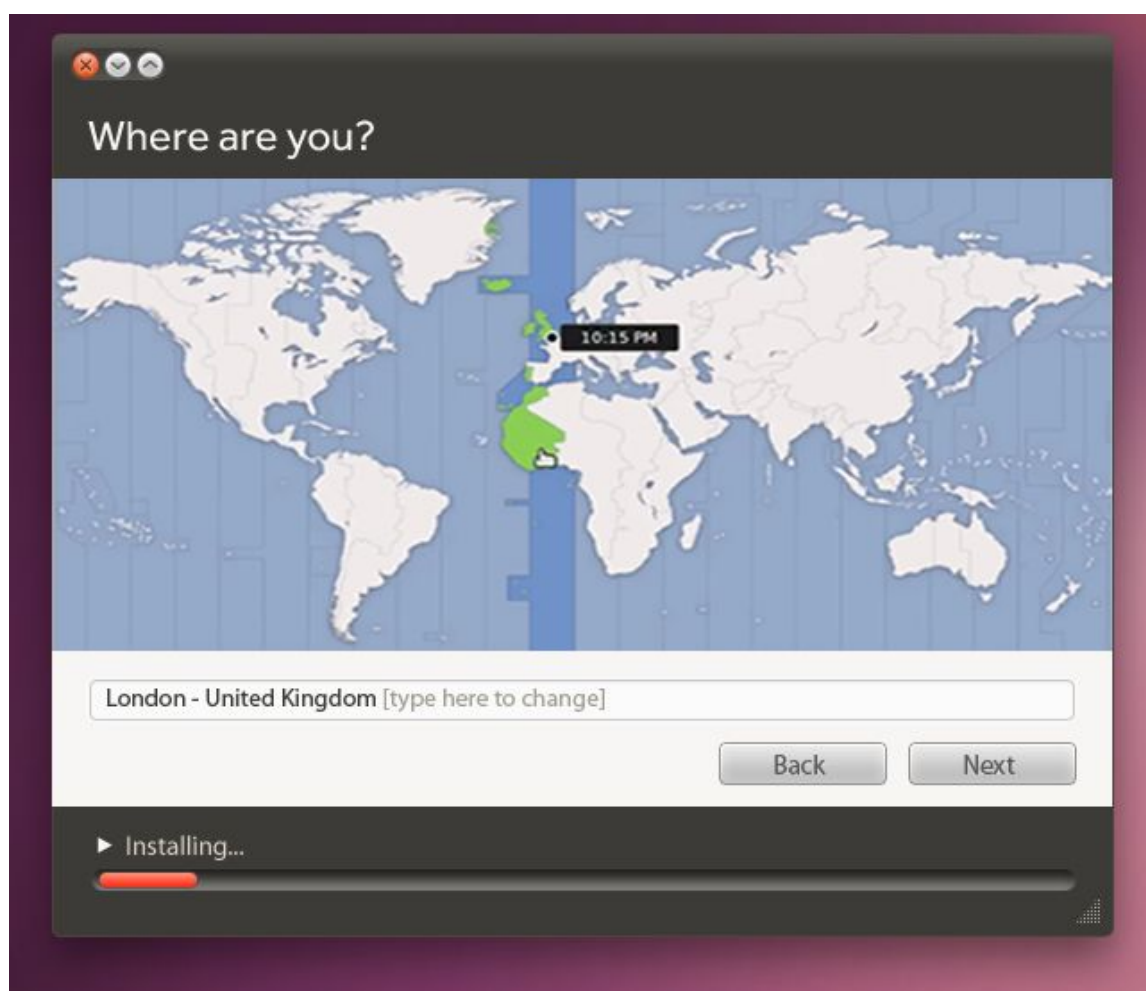 Where are you?
10:15 PM
London - United Kingdom [type here to change]
Back Next
Installing...